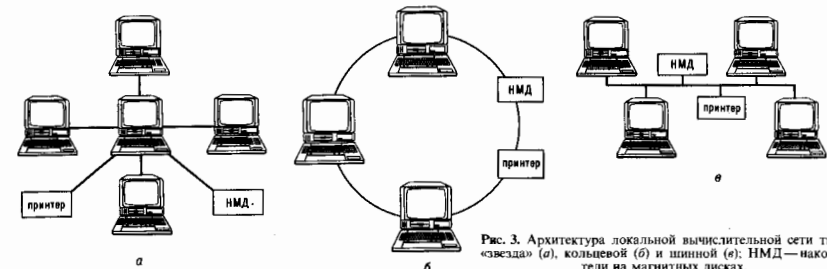 принтер
НМД
а
НМД
принтер
б
НМД
принтер
в
Рис. 3. Архитектура локальной вычислительной сети
«звезда» (а), кольцевой (б) и шинной (в); НМД — нако
тели на магнитных дисках